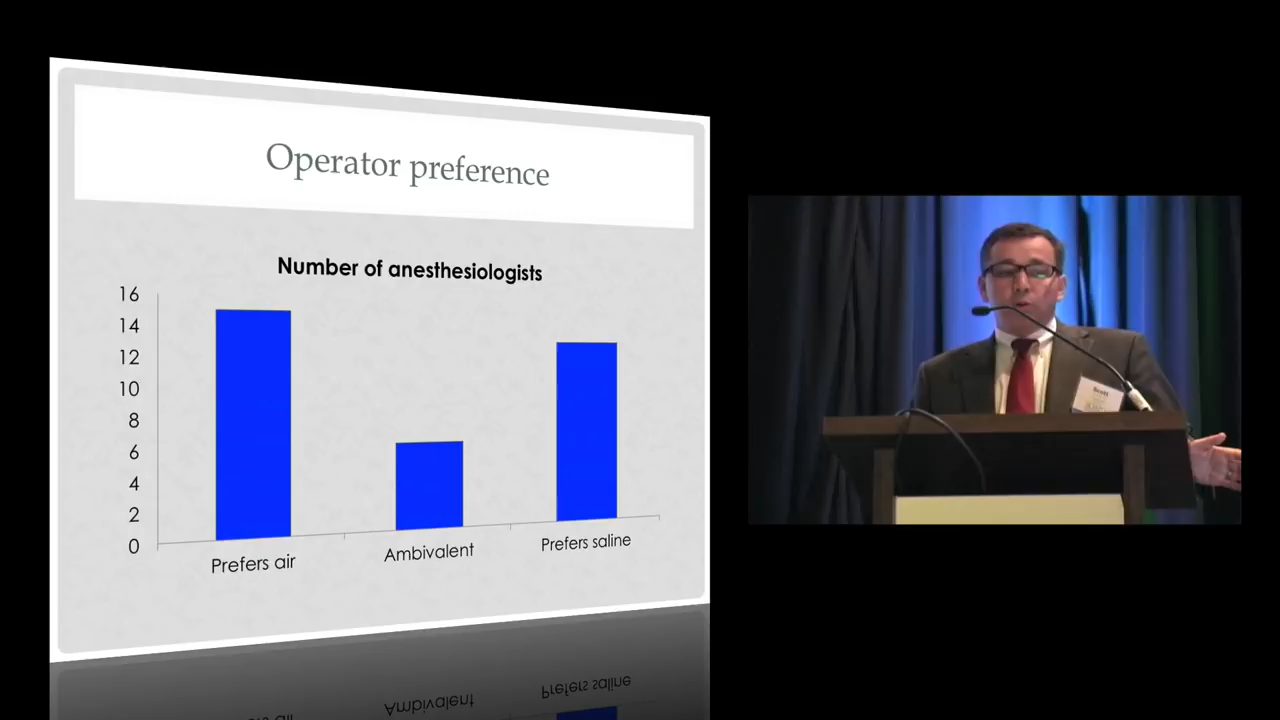 Operator preference
Number of anesthesiologists
16
14
12
10
8
6
4
2
0
Prefers air
Ambivalent
Prefers saline
Scott